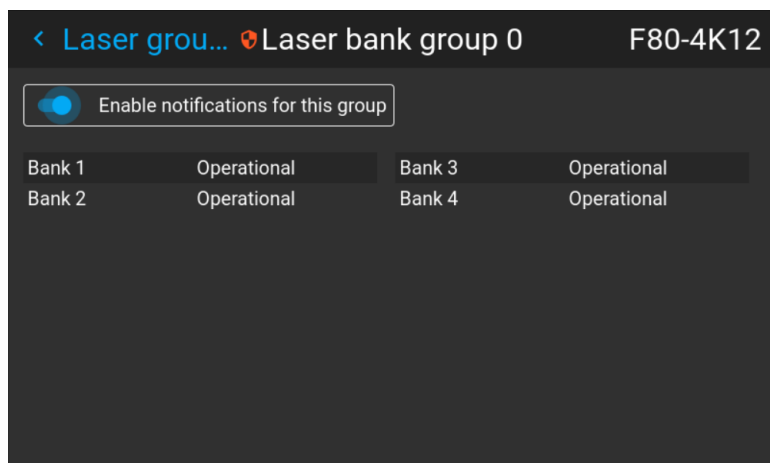 Laser grou... Laser bank group 0 F80-4K12
Enable notifications for this group
Bank 1 Operational Bank 3 Operational
Bank 2 Operational Bank 4 Operational